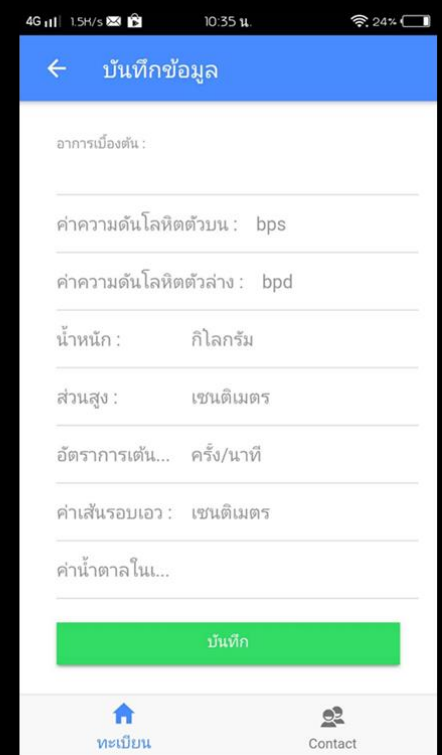 4G 1.5K/s 10:35 น. 24%
บันทึกข้อมูล
อาการเบื้องต้น :
ค่าความดันโลหิตตัวบน : bps
ค่าความดันโลหิตตัวล่าง : bpd
น้ำหนัก : กิโลกรัม
ส่วนสูง : เซนติเมตร
อัตราการเต้น... ครั้ง/นาที
ค่าเส้นรอบเอว : เซนติเมตร
ค่าน้ำตาลในเ...
บันทึก
ทะเบียน Contact